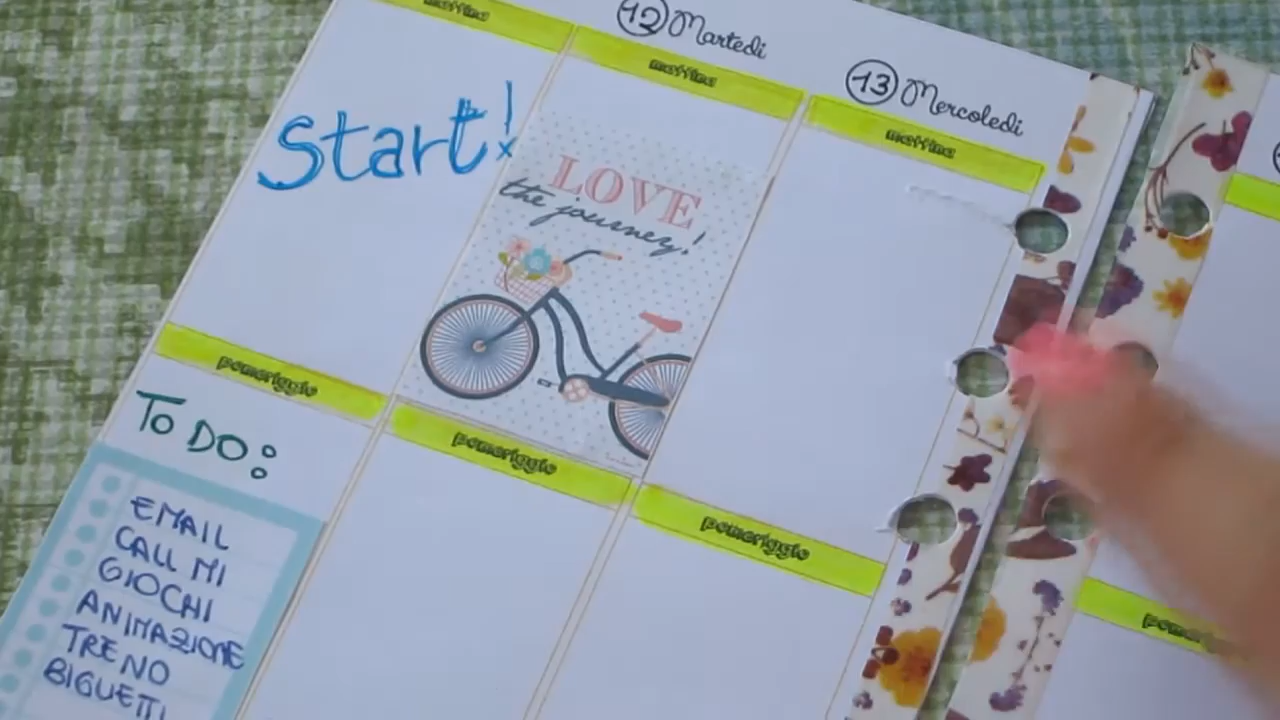 mattina
12 Martedì
mattina
13 Mercoledì
mattina
Start!
LOVE
the journey!
pomeriggio
pomeriggio
pomeriggio
TO DO:
EMAIL
CALL MI
GIOCHI
ANIMAZIONE
TRENO
BIGLIETTI